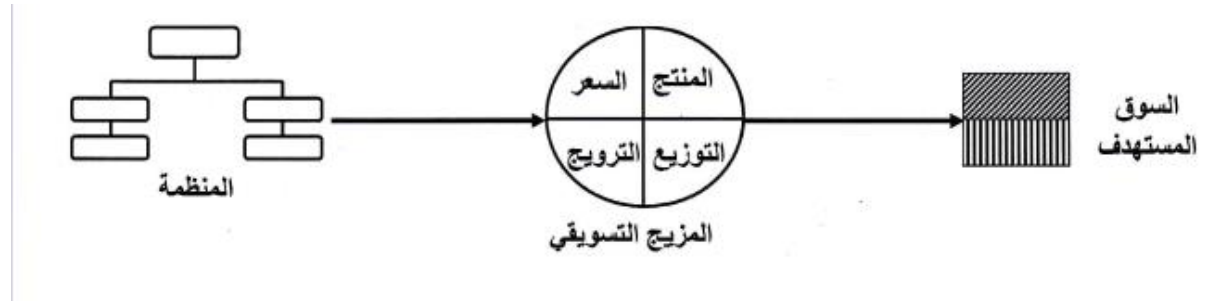 المنتج
السعر
التوزيع
الترويج
المنظمة
المزيج التسويقي
السوق
المستهدف